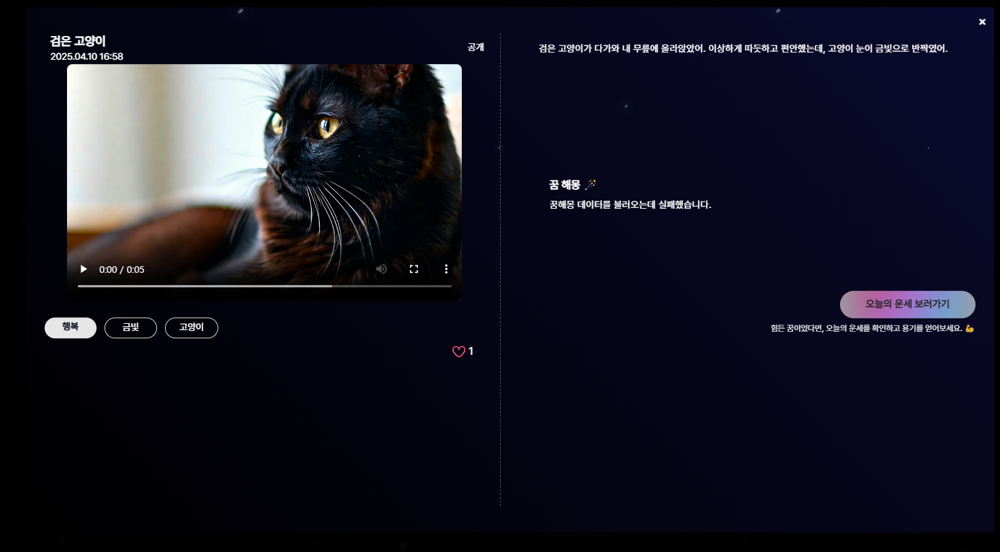 검은 고양이
2025.04.10 16:58
공개
0:00 / 0:05
행복
금빛
고양이
1
검은 고양이가 다가와 내 무릎에 올라앉았어. 이상하게 따듯하고 편안했는데, 고양이 눈이 금빛으로 반짝였어.
꿈 해몽 🪄
꿈해몽 데이터를 불러오는데 실패했습니다.
오늘의 운세 보러가기
힘든 꿈이었다면, 오늘의 운세를 확인하고 용기를 얻어보세요. 💪